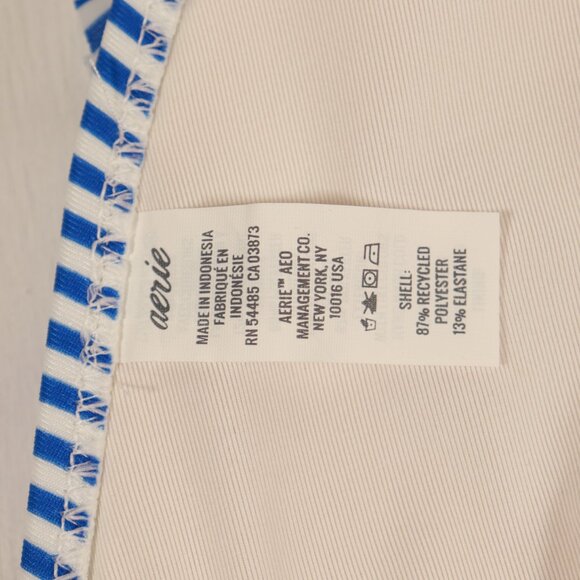 aerie
MADE IN INDONESIA
FABRIQUÉ EN
INDONÉSIE
RN 54485 CA 03873
AERIE™ AEO
MANAGEMENT CO.
NEW YORK, NY
10016 USA
SHELL:
87% RECYCLED
POLYESTER
13% ELASTANE